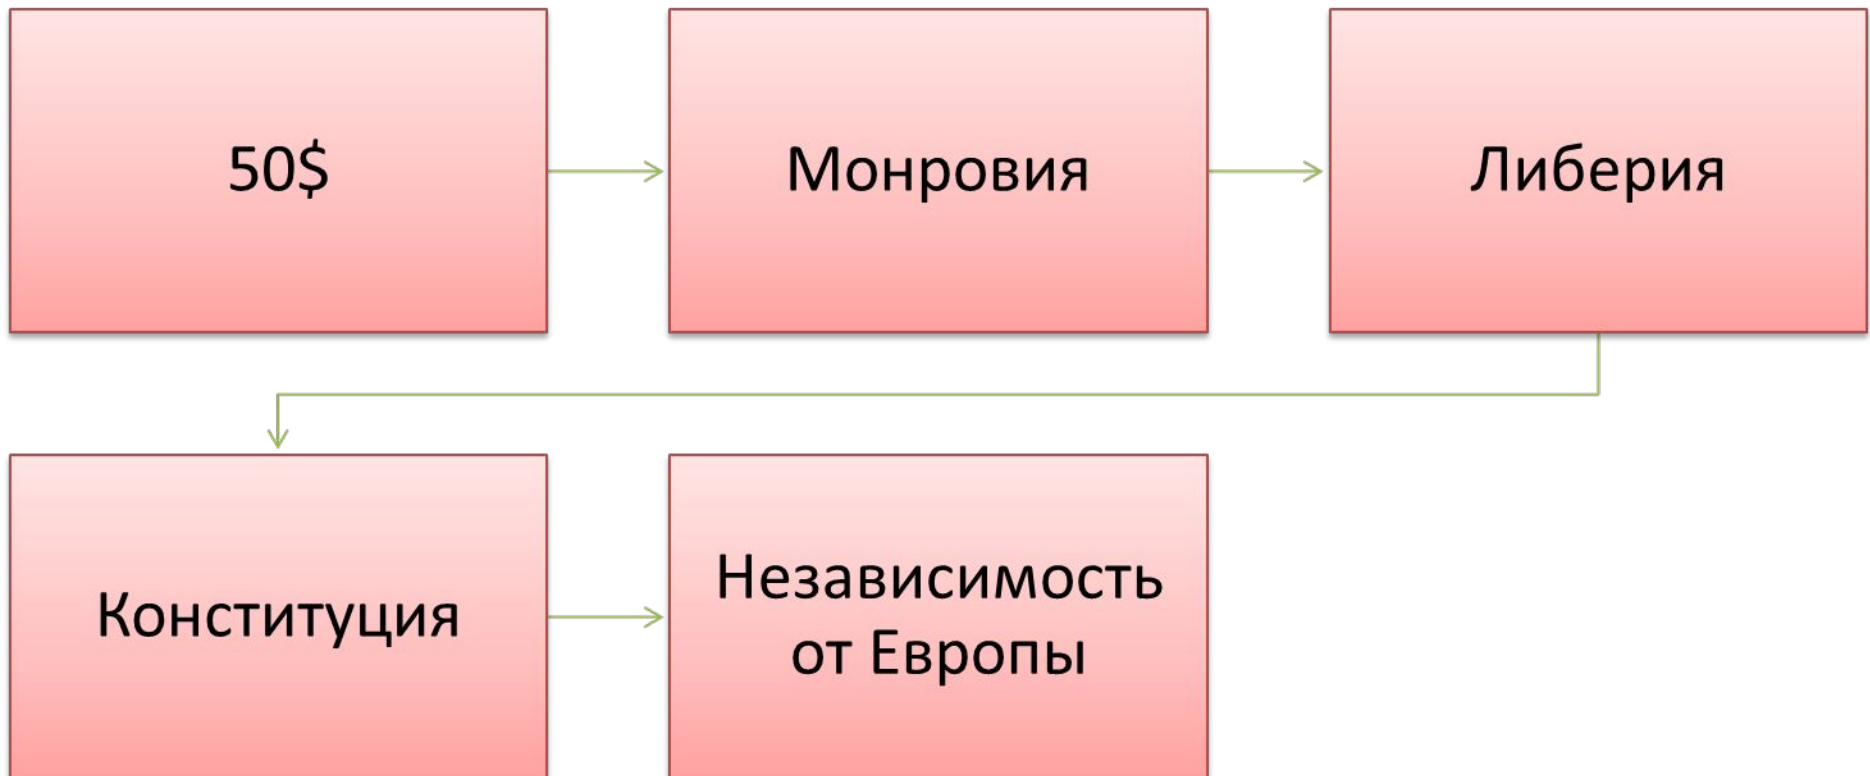 50$
Монровия
Либерия
Конституция
Независимость
от Европы